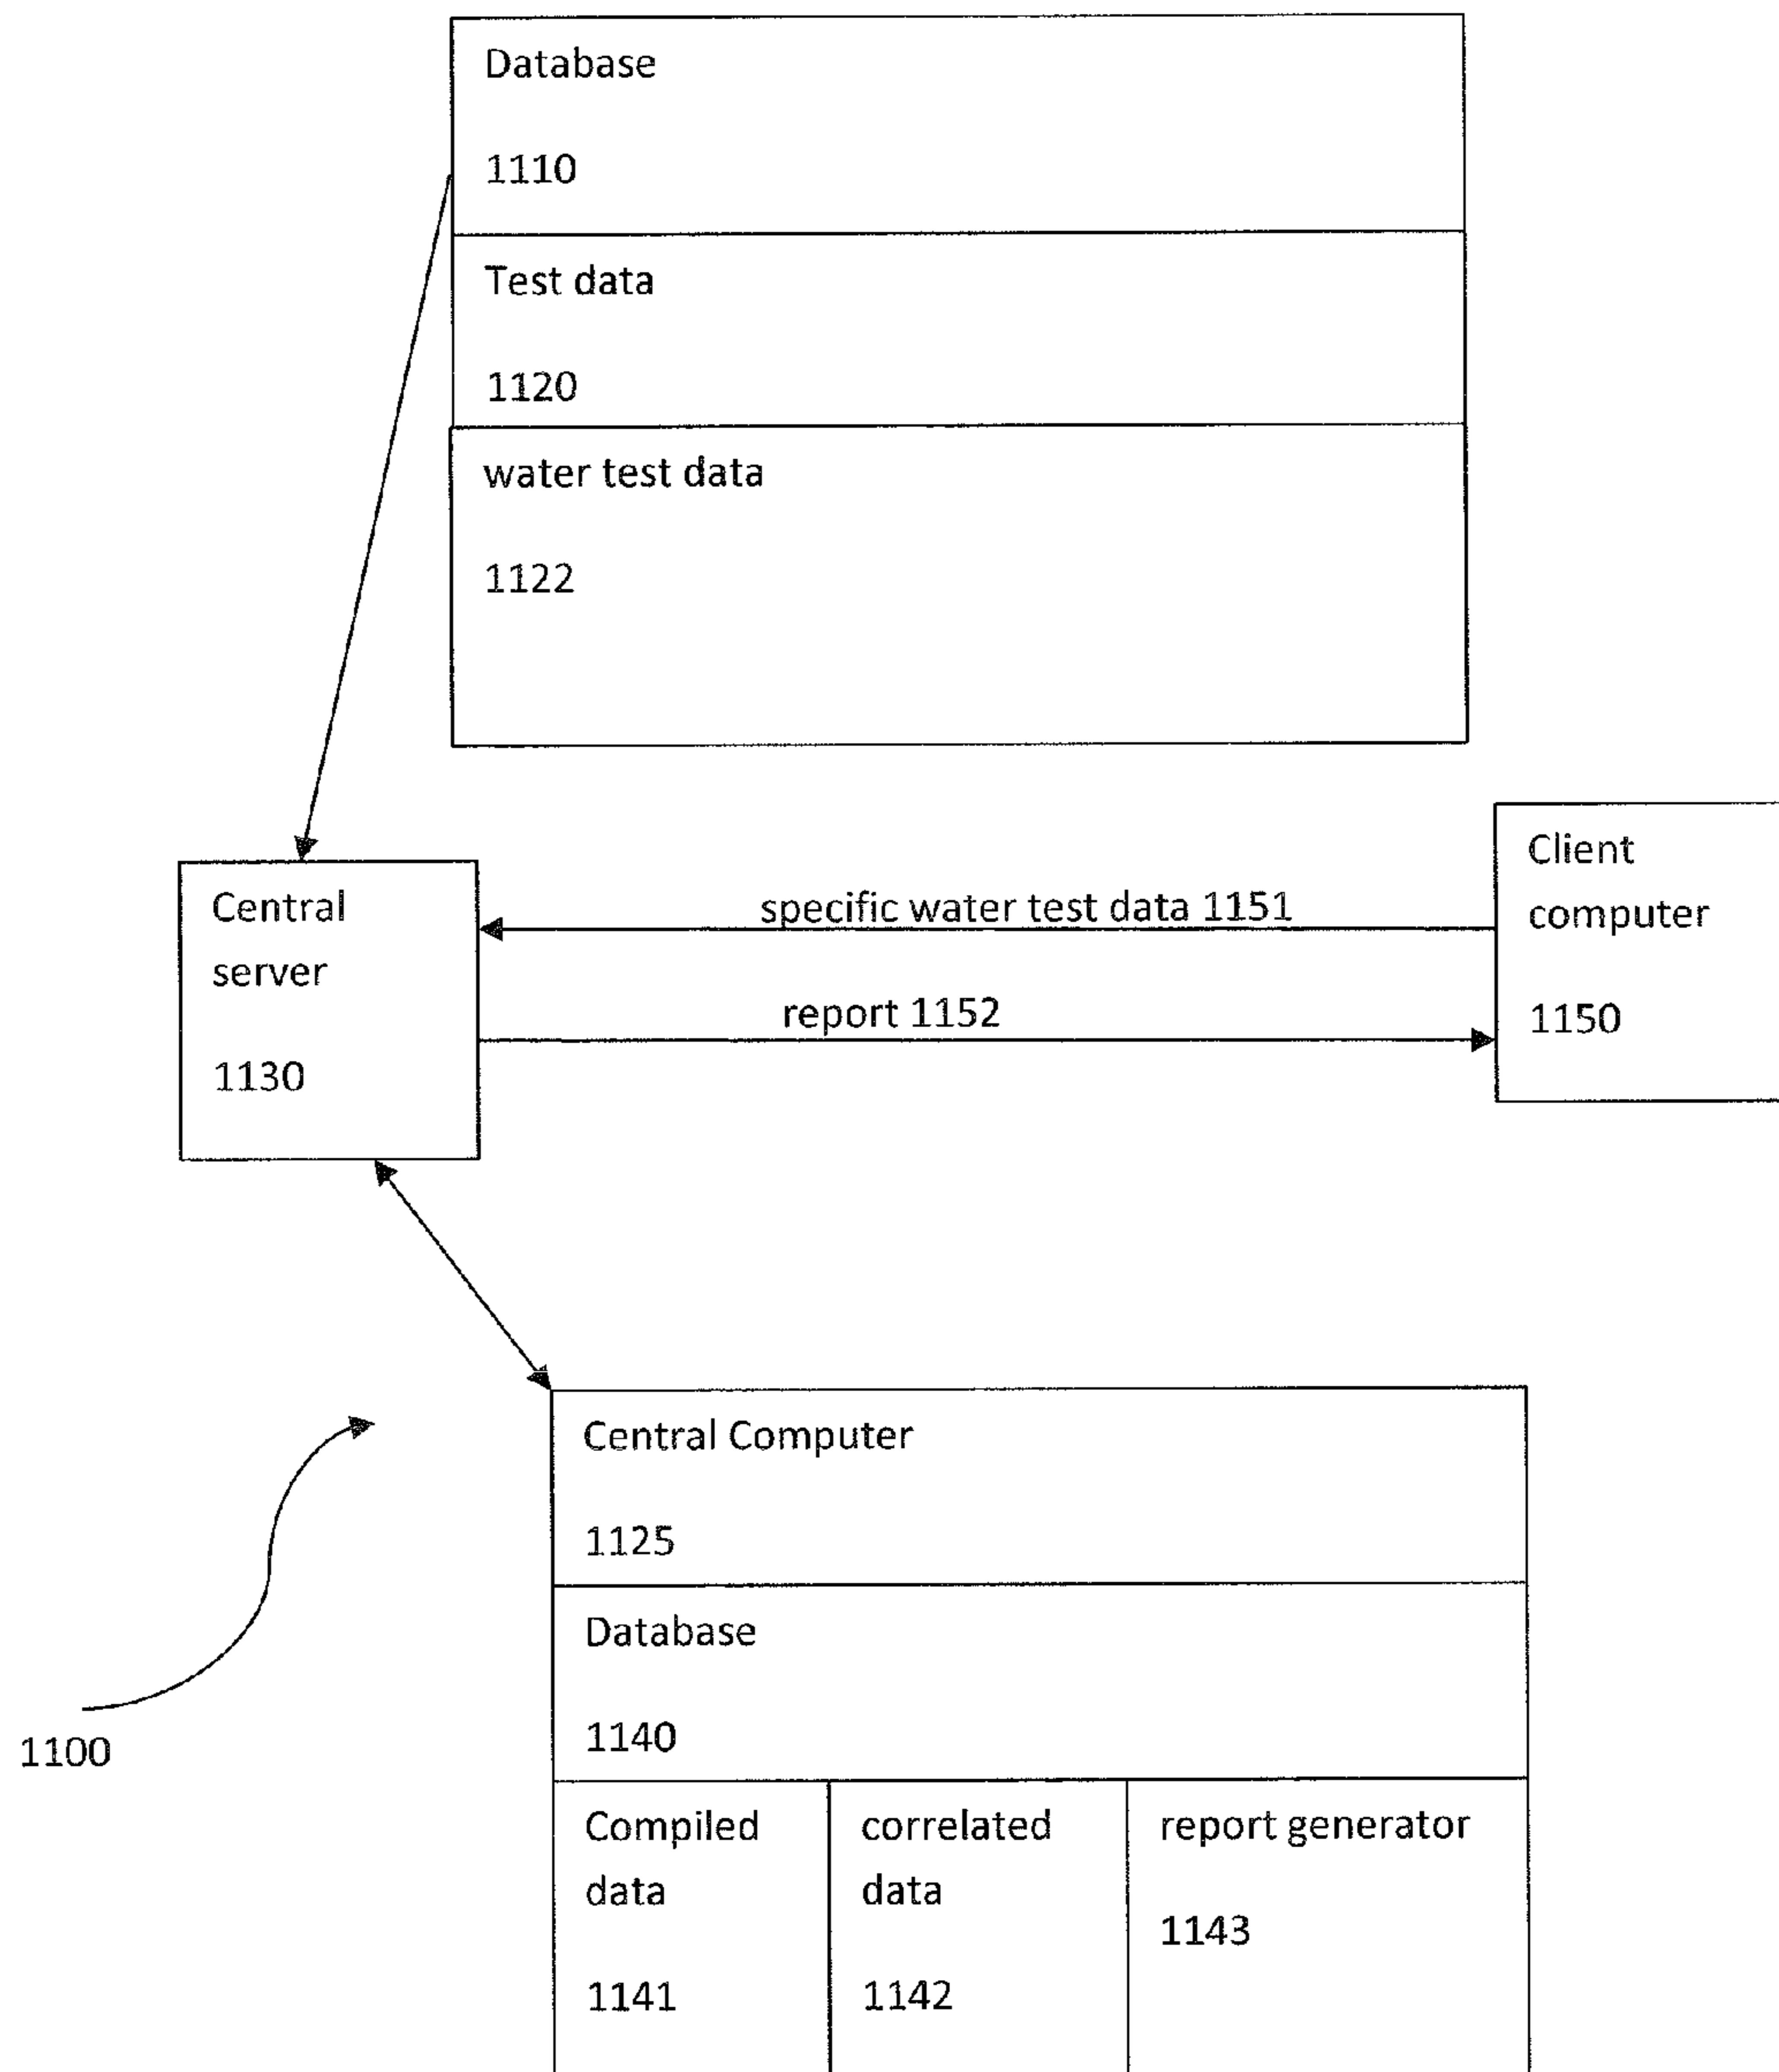 Database
1110
Test data
1120
water test data
1122
Central
server
1130
specific water test data 1151
report 1152
Client
computer
1150
1100
Central Computer
1125
Database
1140
Compiled
data
1141
correlated
data
1142
report generator
1143